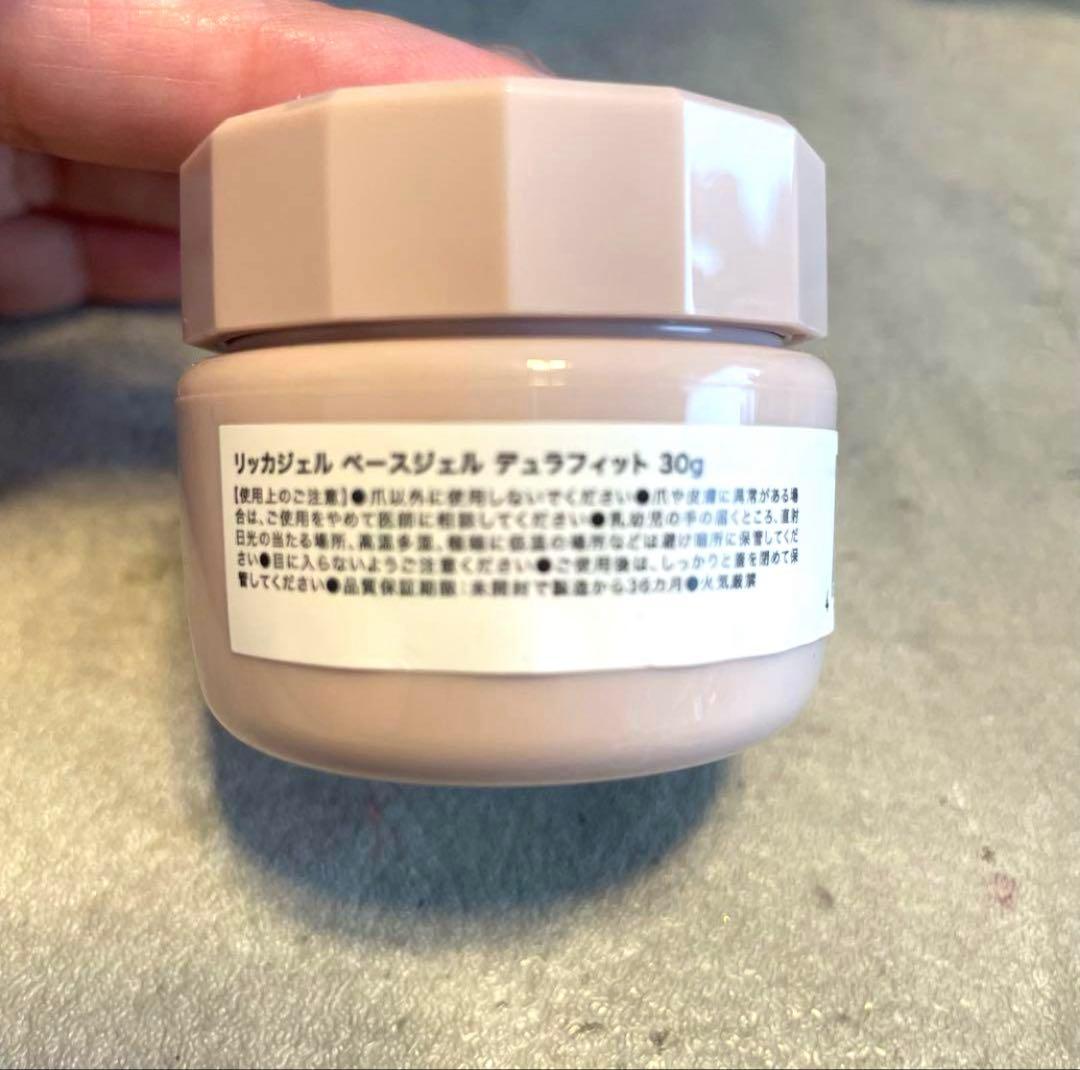 リッカジェル ベースジェル デュラフィット 30g
【使用上のご注意】●爪以外に使用しないでください●爪や皮膚に異常がある場
合は、ご使用をやめて医師に相談してください●乳幼児の手の届くところ、直射
日光の当たる場所、高温多湿、極端に低温の場所などは避け暗所に保管してくだ
さい●目に入らないようご注意ください●ご使用後は、しっかりと蓋を閉めて保
管してください●品質保証期限：未開封で製造から36カ月●火気厳禁